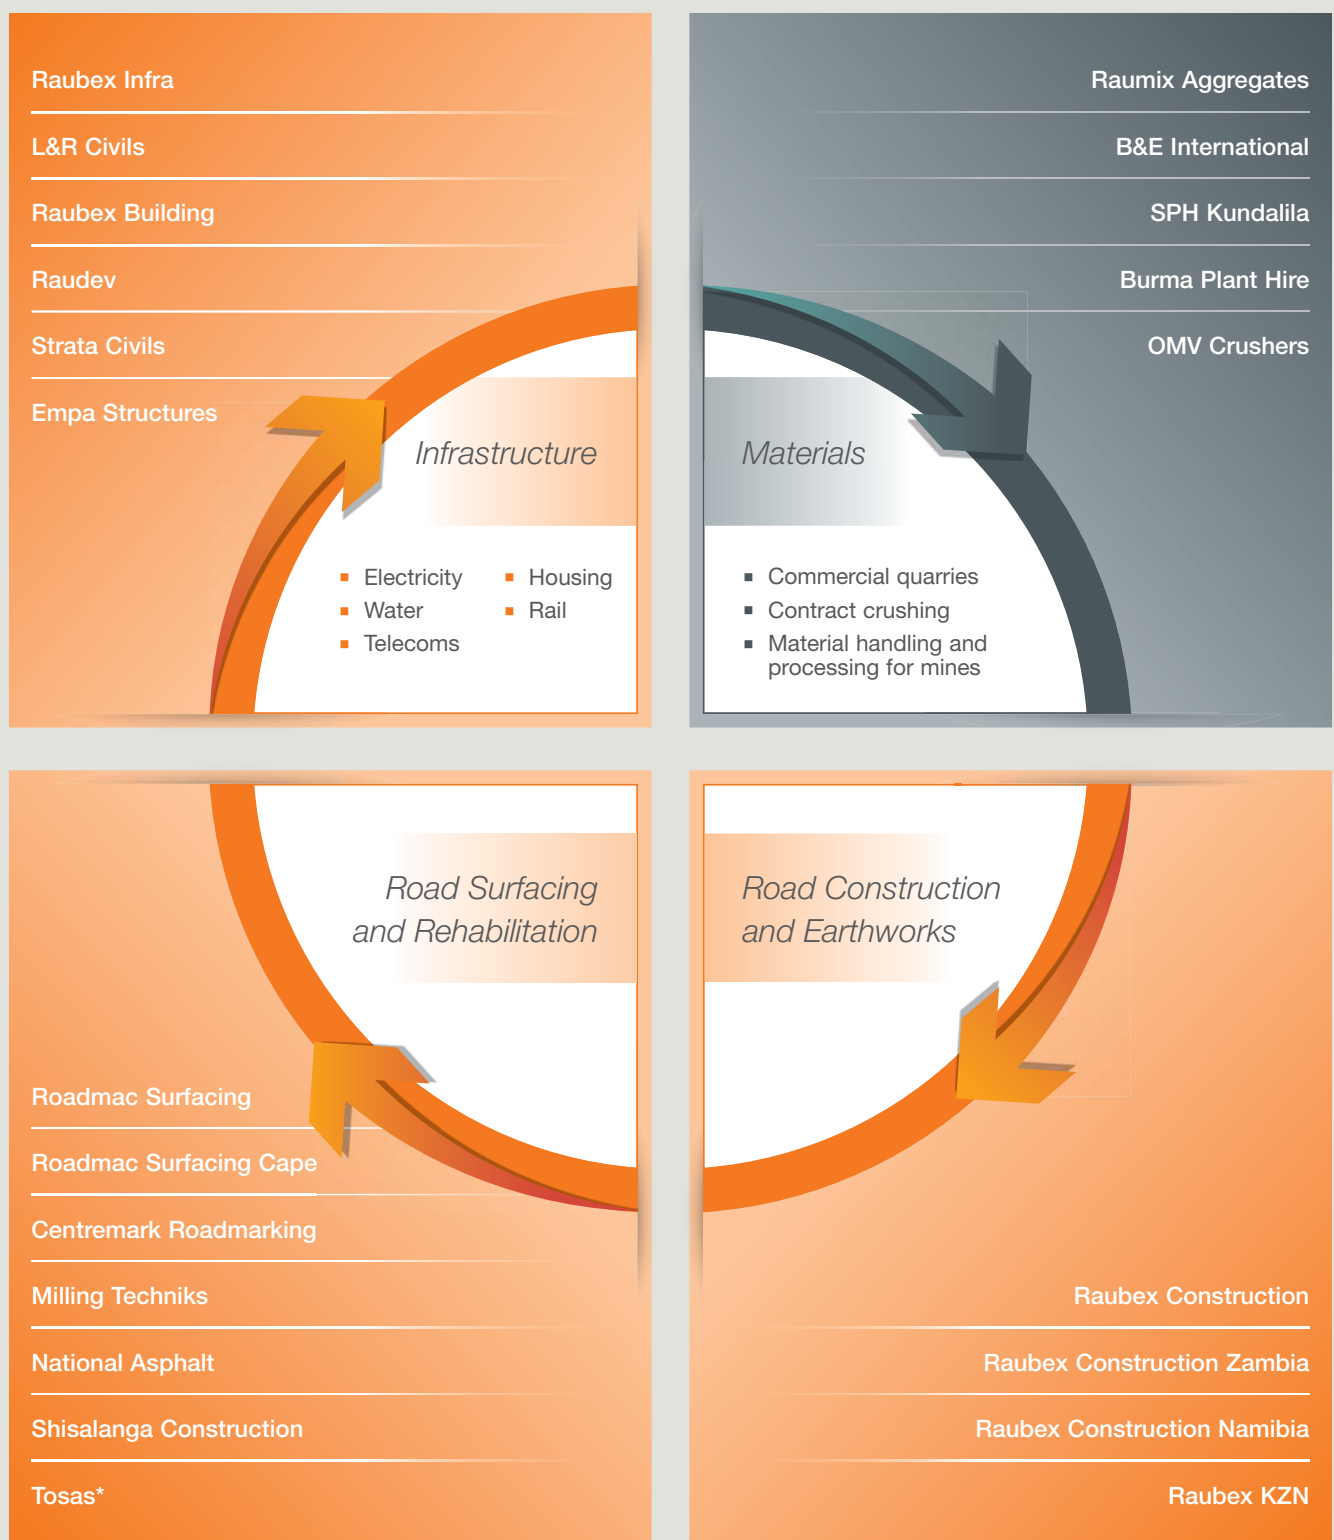 Raubex Infra
L&R Civils
Raubex Building
Raudev
Strata Civils
Empa Structures
Infrastructure
Electricity
Water
Telecoms
Housing
Rail
Raumix Aggregates
B&E International
SPH Kundalila
Burma Plant Hire
OMV Crushers
Materials
Commercial quarries
Contract crushing
Material handling and
processing for mines
Road Surfacing
and Rehabilitation
Roadmac Surfacing
Roadmac Surfacing Cape
Centremark Roadmarking
Milling Techniks
National Asphalt
Shisalanga Construction
Tosas*
Road Construction
and Earthworks
Raubex Construction
Raubex Construction Zambia
Raubex Construction Namibia
Raubex KZN